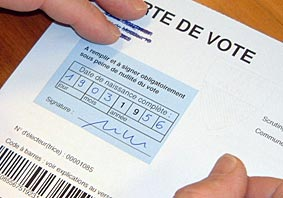 RTE DE VOTE
A remplir et à signer obligatoirement
sous peine de nullité du vote
Date de naissance complète :
1 9 0 3 1 9 5 6
jour mois année
Signature :
Scrutin
Commun
N° d'électeur(trice) : 00001085
Code à barres : voir explications au verso